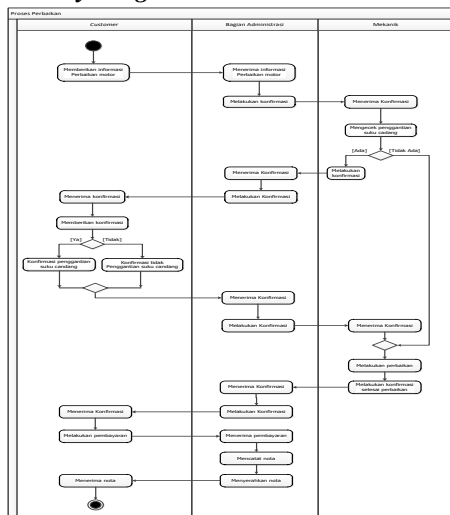 Proses Perbaikan
Customer
Bagian Administrasi
Mekanik
Memberikan informasi
Perbaikan motor
Menerima informasi
Perbaikan motor
Melakukan konfirmasi
Menerima Konfirmasi
Mengecek penggantian
suku cadang
[Ada]
[Tidak Ada]
Melakukan
konfirmasi
Menerima Konfirmasi
Melakukan Konfirmasi
Menerima konfirmasi
Memberikan konfirmasi
[Ya]
[Tidak]
Konfirmasi penggantian
suku candang
Konfirmasi tidak
Penggantian suku candang
Menerima Konfirmasi
Melakukan Konfirmasi
Menerima Konfirmasi
Melakukan perbaikan
Melakukan konfirmasi
selesai perbaikan
Menerima Konfirmasi
Melakukan Konfirmasi
Menerima Konfirmasi
Melakukan pembayaran
Menerima pembayaran
Mencatat nota
Menyerahkan nota
Menerima nota